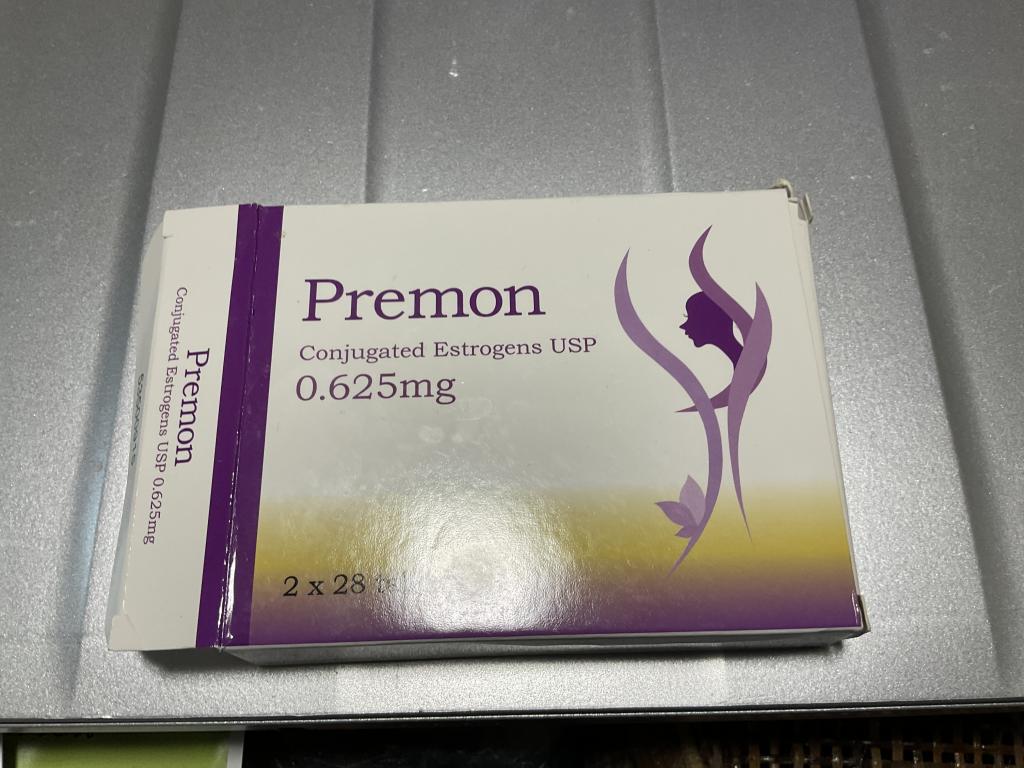 Premon
Conjugated Estrogens USP
0.625mg
2 x 28
Premon
Conjugated Estrogens USP 0.625mg